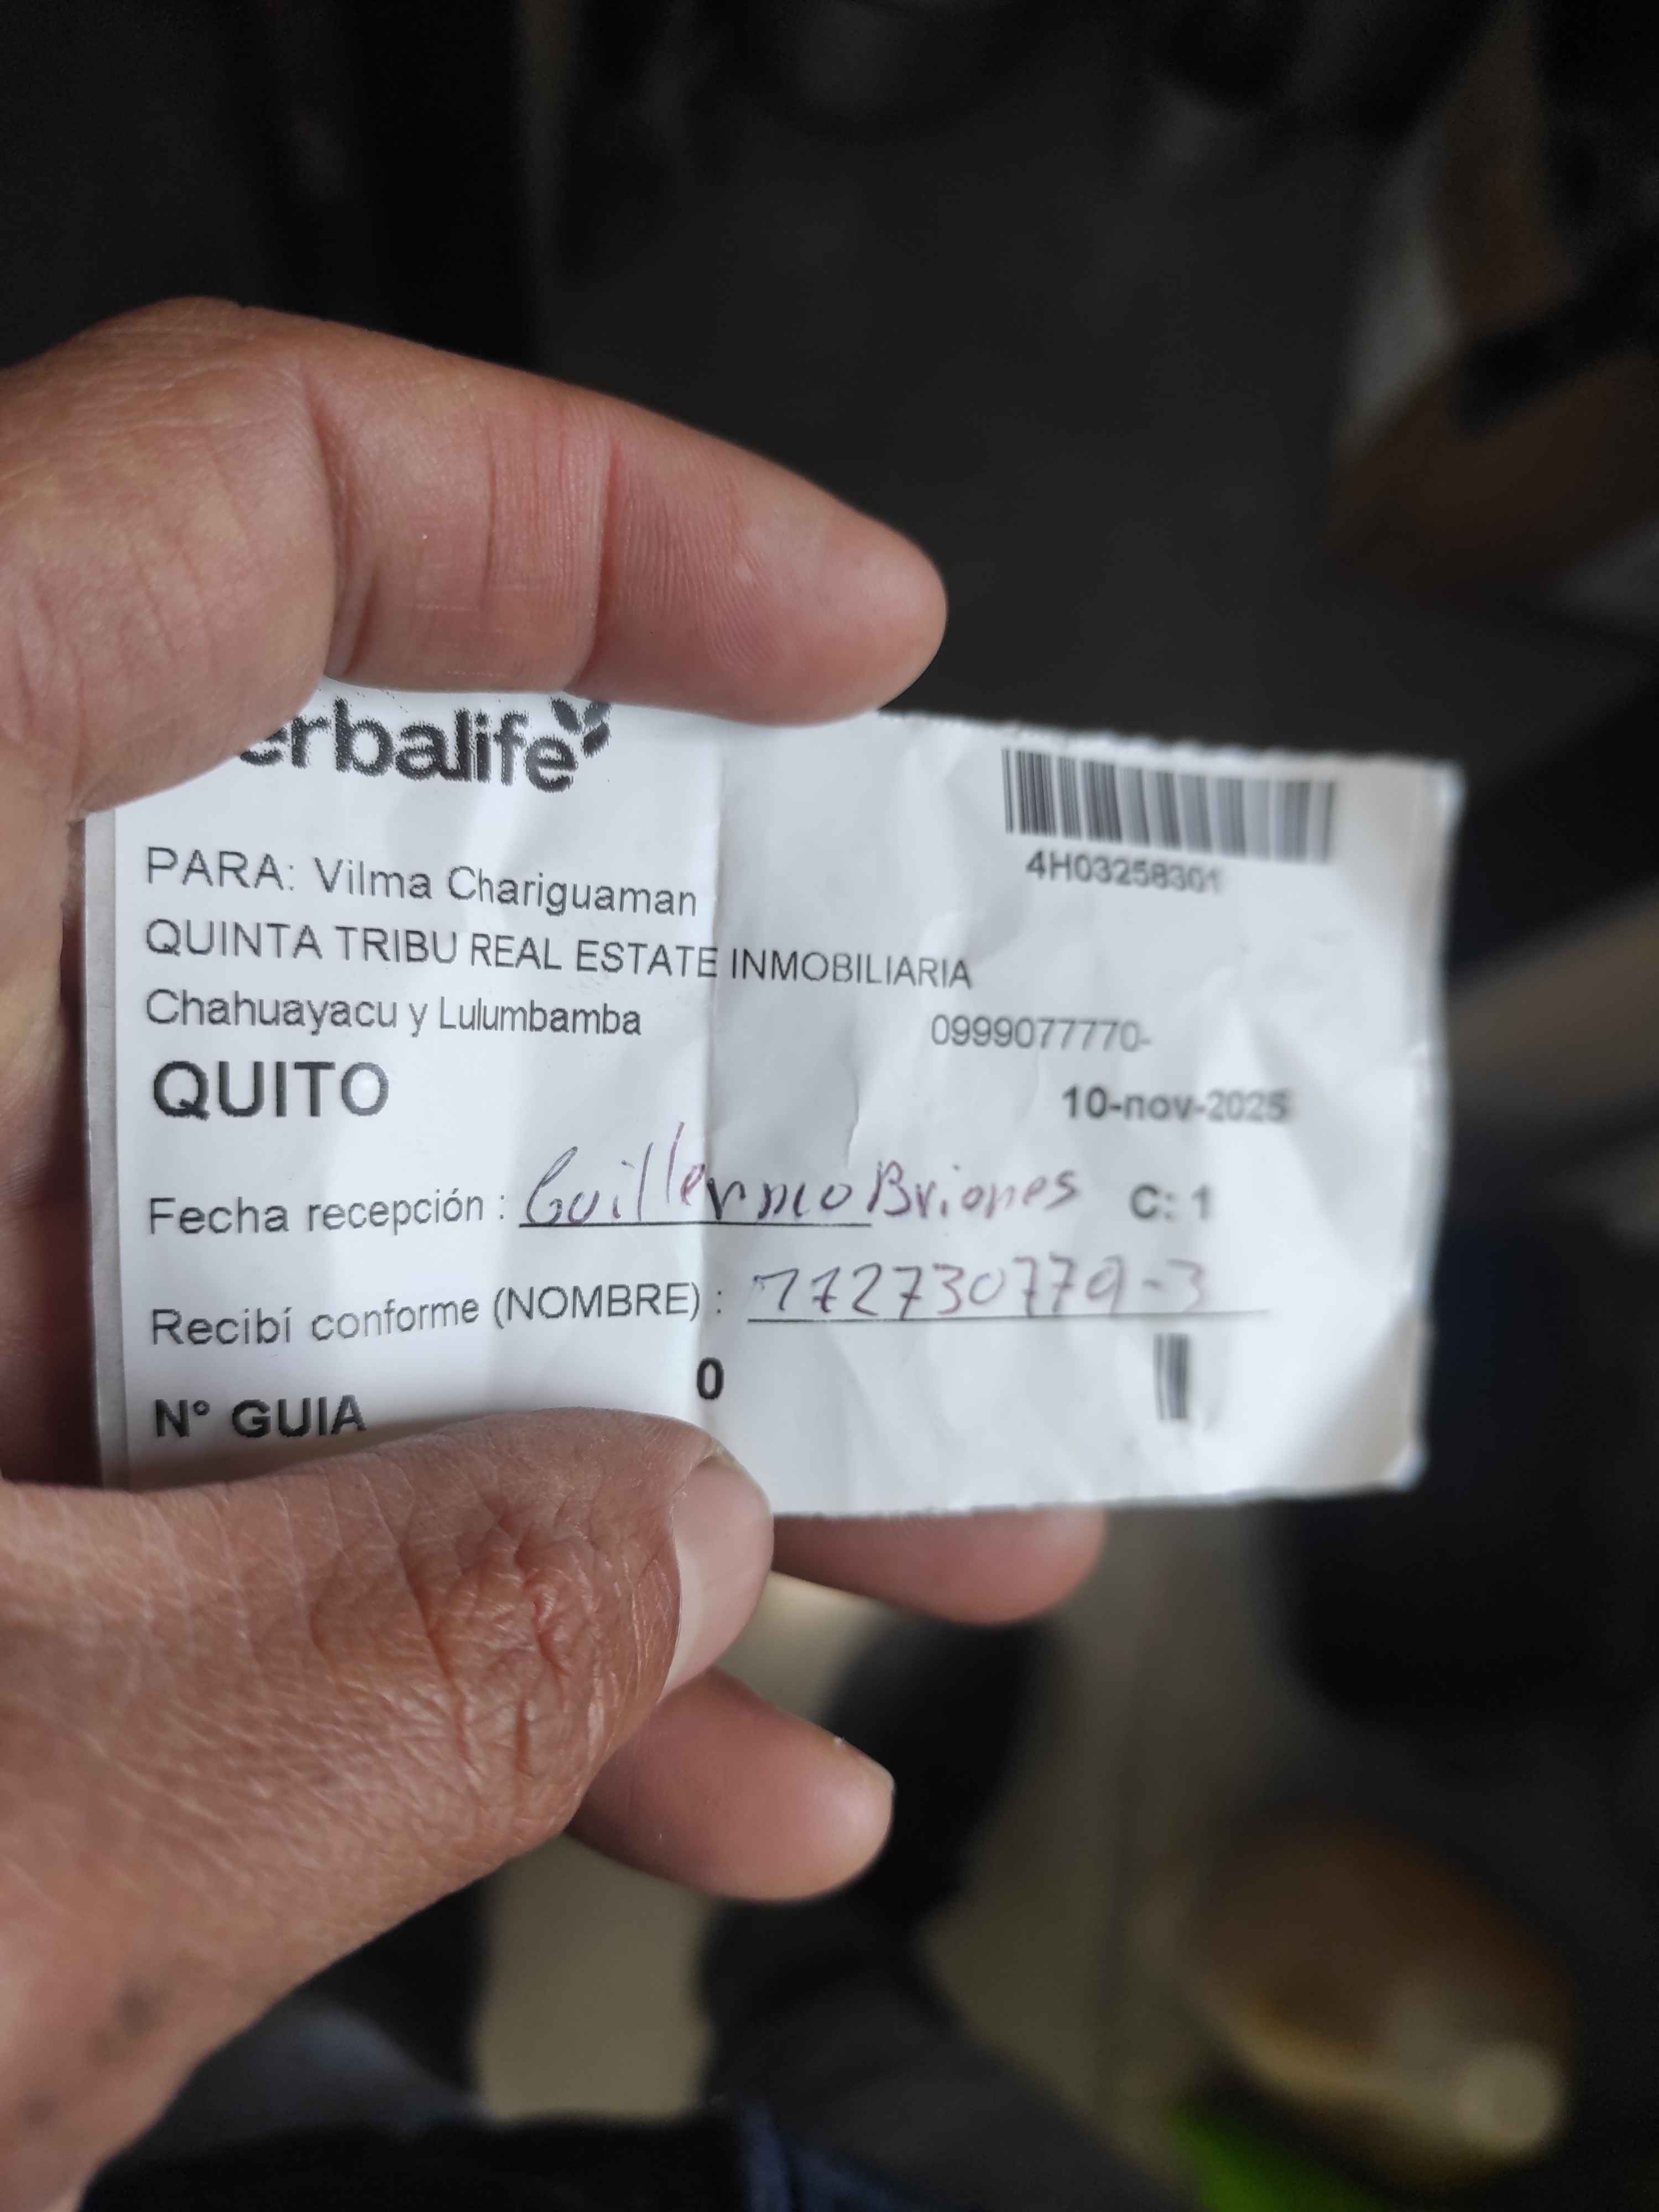 erbalife
4H03258301
PARA: Vilma Chariguaman
QUINTA TRIBU REAL ESTATE INMOBILIARIA
Chahuayacu y Lulumbamba 0999077770-
QUITO 10-nov-2025
Fecha recepción : Guillermo Briones C: 1
Recibí conforme (NOMBRE) : 172730779-3
N° GUIA 0